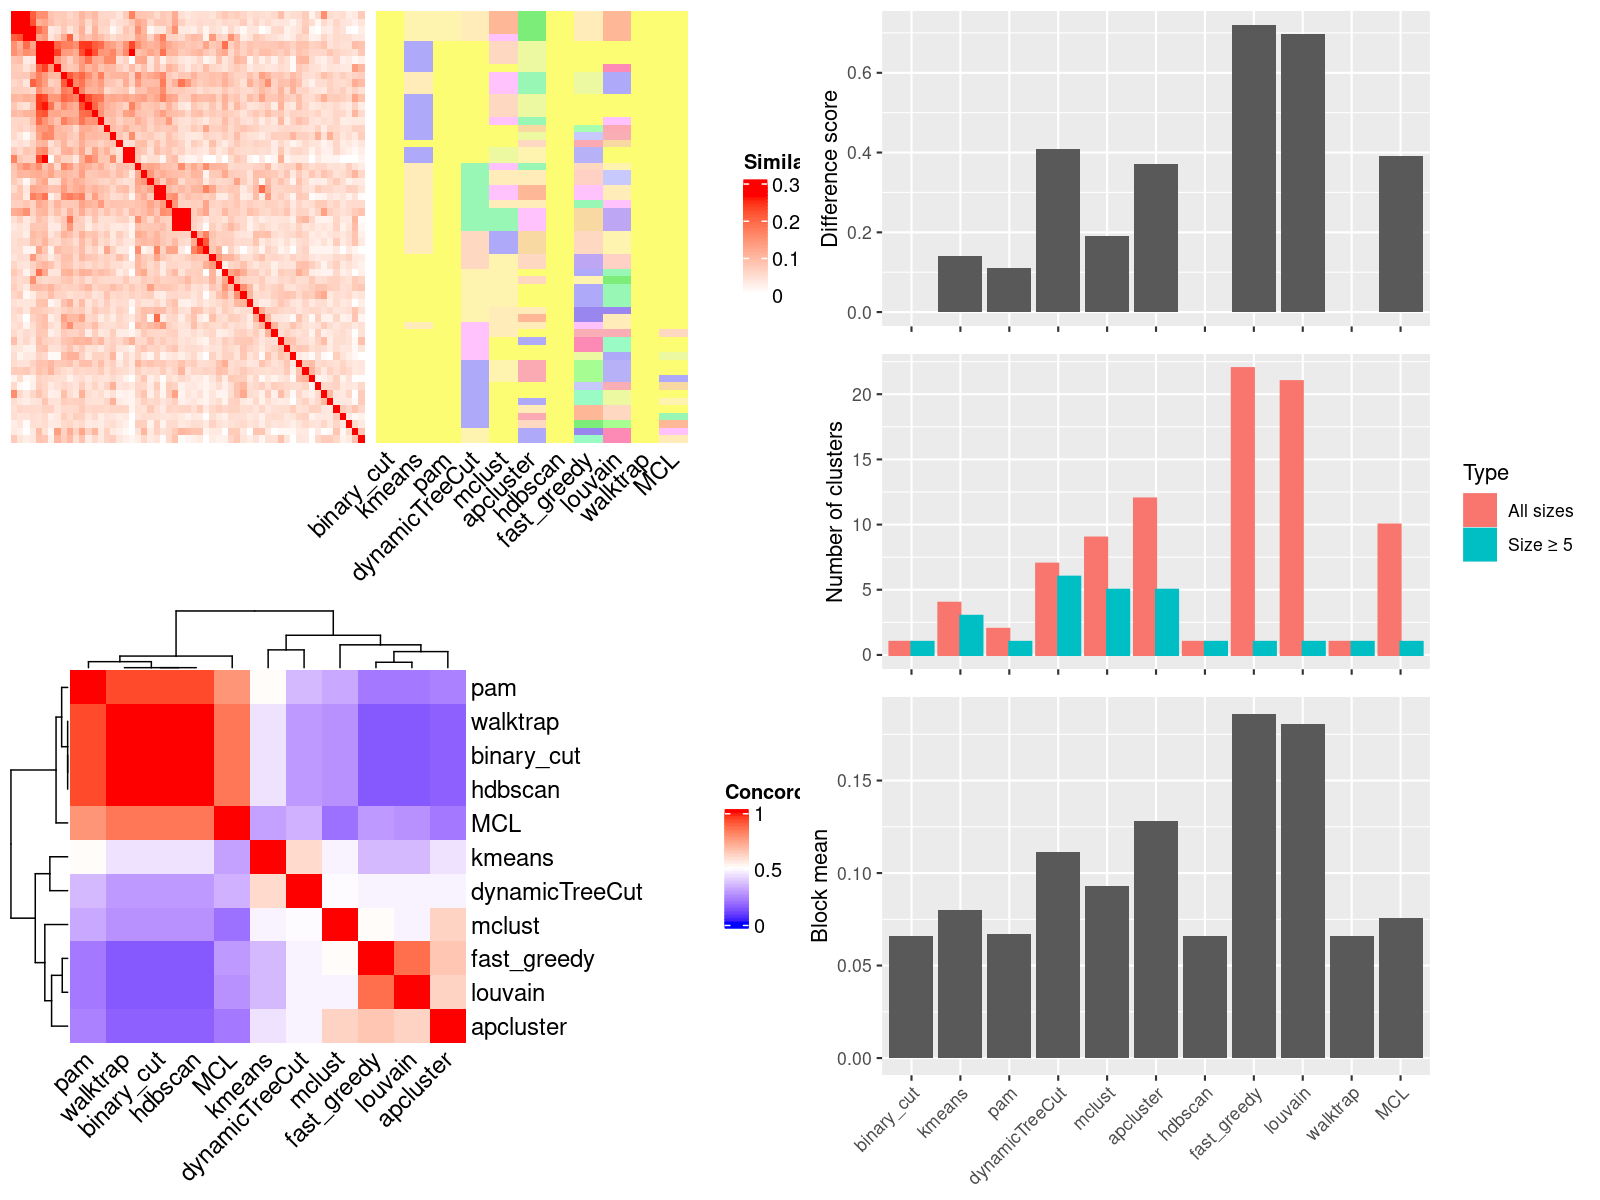 Simila
0.3
0.2
0.1
0
binary_cut
kmeans
pam
dynamicTreeCut
mclust
apcluster
hdbscan
fast_greedy
louvain
walktrap
MCL
pam
walktrap
binary_cut
hdbscan
MCL
kmeans
dynamicTreeCut
mclust
fast_greedy
louvain
apcluster
pam
walktrap
binary_cut
hdbscan
MCL
kmeans
dynamicTreeCut
mclust
fast_greedy
louvain
apcluster
Concord
1
0.5
0
Difference score
0.6
0.4
0.2
0.0
Number of clusters
20
15
10
5
0
Type
All sizes
Size ≥ 5
Block mean
0.15
0.10
0.05
0.00
binary_cut
kmeans
pam
dynamicTreeCut
mclust
apcluster
hdbscan
fast_greedy
louvain
walktrap
MCL